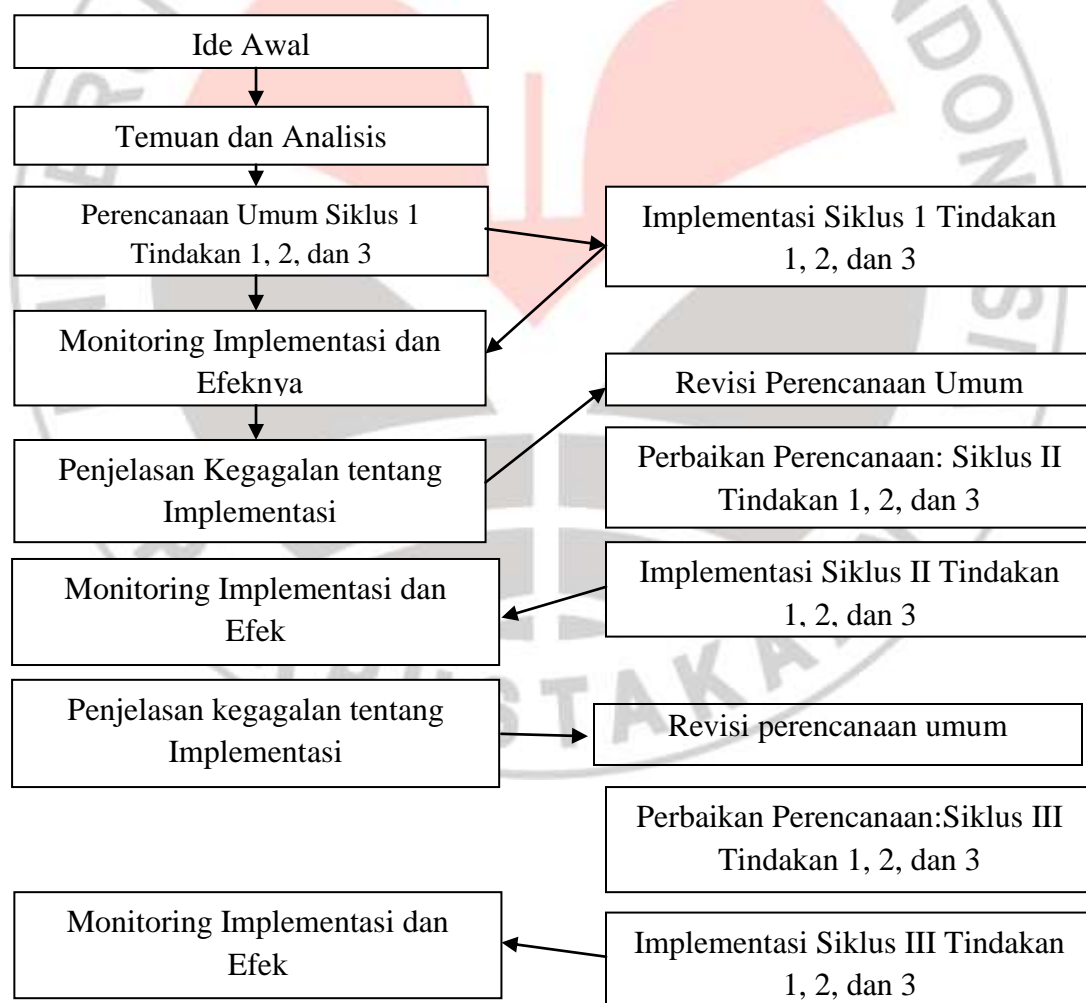 Ide Awal
Temuan dan Analisis
Perencanaan Umum Siklus 1
Tindakan 1, 2, dan 3
Implementasi Siklus 1 Tindakan
1, 2, dan 3
Monitoring Implementasi dan
Efeknya
Revisi Perencanaan Umum
Penjelasan Kegagalan tentang
Implementasi
Perbaikan Perencanaan: Siklus II
Tindakan 1, 2, dan 3
Monitoring Implementasi dan
Efek
Implementasi Siklus II Tindakan
1, 2, dan 3
Penjelasan kegagalan tentang
Implementasi
Revisi perencanaan umum
Perbaikan Perencanaan:Siklus III
Tindakan 1, 2, dan 3
Monitoring Implementasi dan
Efek
Implementasi Siklus III Tindakan
1, 2, dan 3